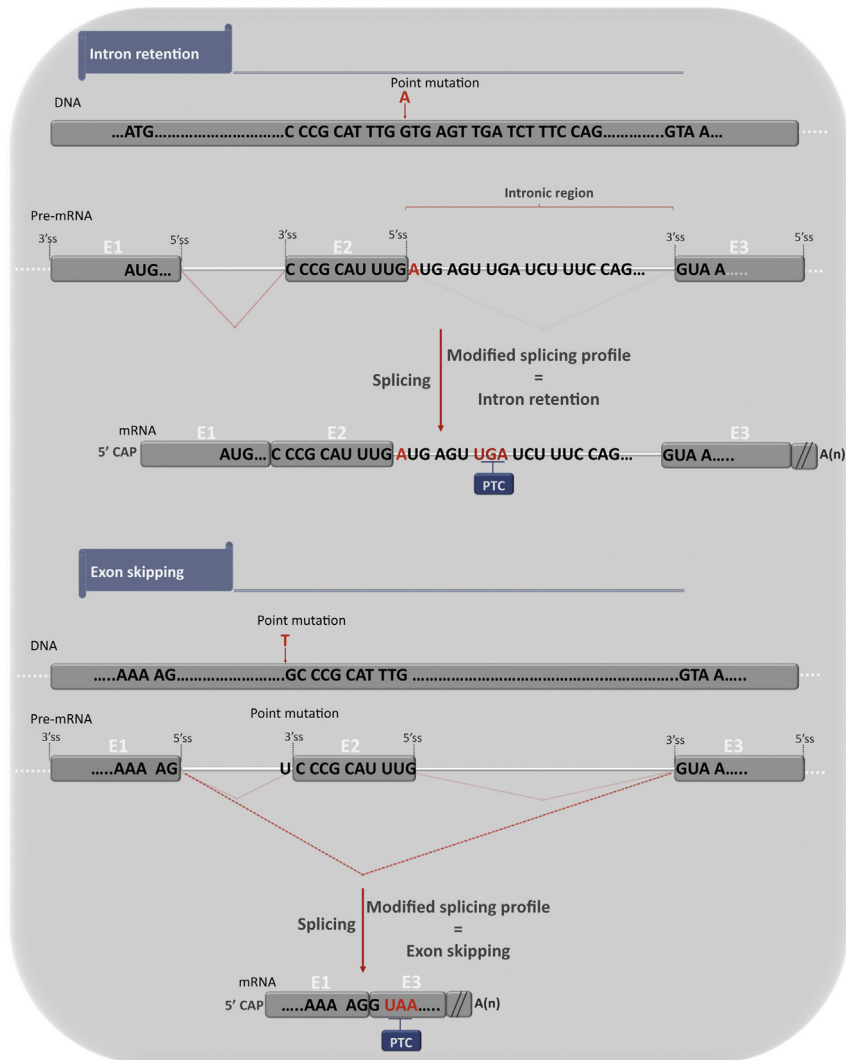 Intron retention
Point mutation
A
DNA
...ATG..............................C CCG CAT TTG GTG AGT TGA TCT TTC CAG..............GTA A...
Intronic region
Pre-mRNA
3'ss 5'ss 3'ss 5'ss 3'ss 5'ss
E1 E2 E3
AUG... C CCG CAU UUG AUG AGU UGA UCU UUC CAG... GUA A.....
Splicing
Modified splicing profile
=
Intron retention
mRNA
E1 E2 E3
5' CAP AUG... C CCG CAU UUG AUG AGU UGA UCU UUC CAG... GUA A..... // A(n)
PTC
Exon skipping
Point mutation
T
DNA
.....AAA AG..............................GC CCG CAT TTG ..............................GTA A.....
Pre-mRNA
Point mutation
3'ss 5'ss 3'ss 5'ss 3'ss 5'ss
E1 E2 E3
.....AAA AG U C CCG CAU UUG GUA A.....
Splicing
Modified splicing profile
=
Exon skipping
mRNA
E1 E3
5' CAP .....AAA AGG UAA..... // A(n)
PTC